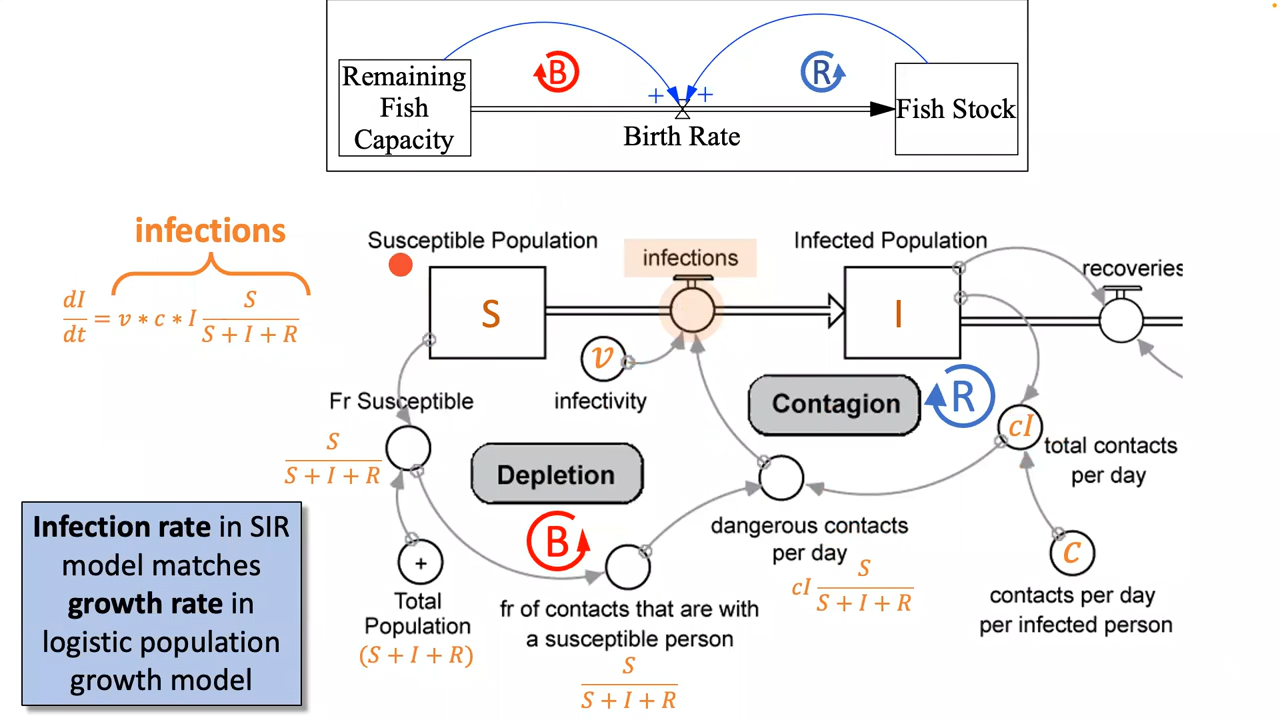 Remaining
Fish
Capacity
B
R
+ +
Birth Rate
Fish Stock
infections
dI/dt = v * c * I S/(S + I + R)
Susceptible Population
infections
Infected Population
recoveries
S
I
v
infectivity
Contagion
R
Fr Susceptible
S/(S + I + R)
cI
total contacts
per day
Depletion
B
dangerous contacts
per day
cI S/(S + I + R)
c
contacts per day
per infected person
+
Total
Population
(S + I + R)
fr of contacts that are with
a susceptible person
S/(S + I + R)
Infection rate in SIR
model matches
growth rate in
logistic population
growth model